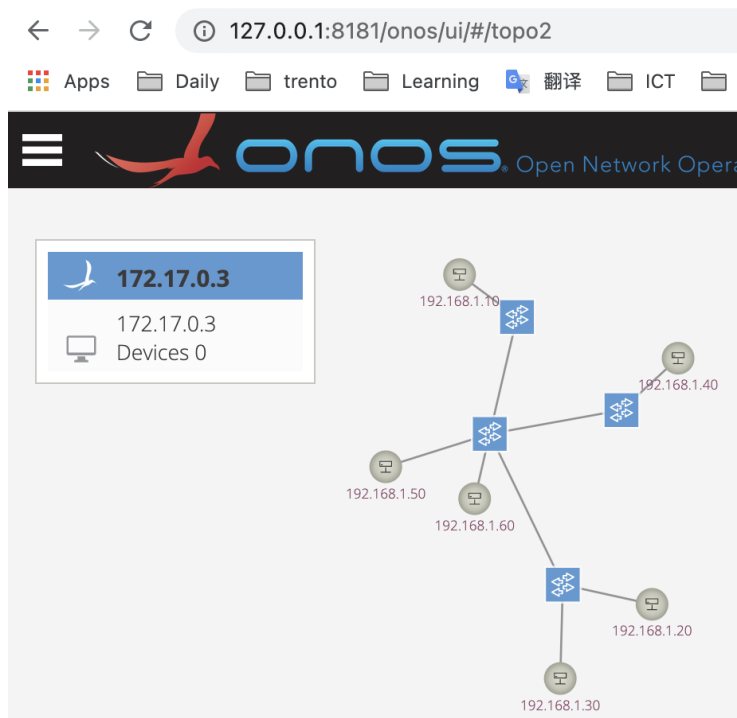 127.0.0.1:8181/onos/ui/#/topo2
Apps Daily trento Learning 翻译 ICT
onos. Open Network Opera
172.17.0.3
172.17.0.3
Devices 0
192.168.1.10
192.168.1.40
192.168.1.50
192.168.1.60
192.168.1.20
192.168.1.30